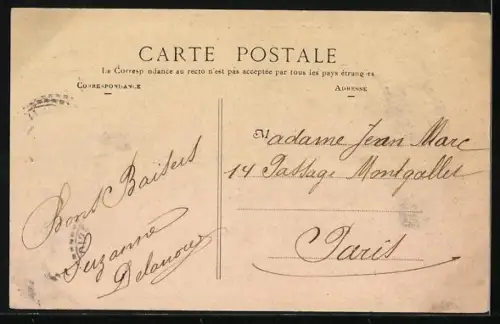 CARTE POSTALE
La Correspondance au recto n'est pas acceptée par tous les pays étrangers
CORRESPONDANCE
ADRESSE
Bons Baisers
Suzanne
Delanoue
Madame Jean Marc
14 Passage Montgallet
Paris